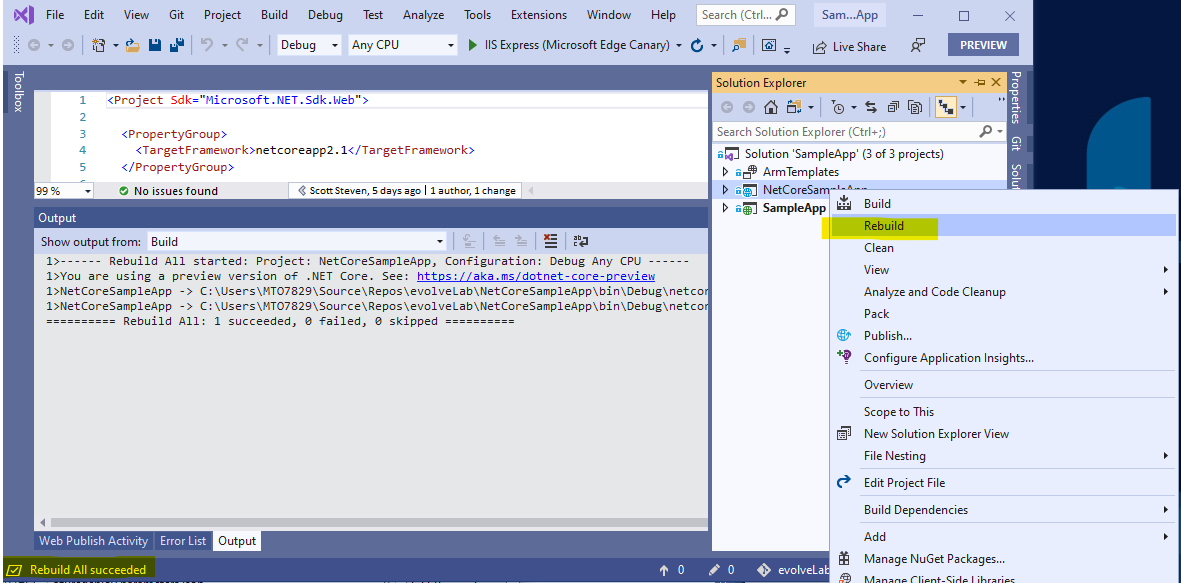 File Edit View Git Project Build Debug Test Analyze Tools Extensions Window Help Search (Ctrl... Sam...App
Debug Any CPU IIS Express (Microsoft Edge Canary) Live Share PREVIEW
Toolbox
1 <Project Sdk="Microsoft.NET.Sdk.Web">
2
3 <PropertyGroup>
4 <TargetFramework>netcoreapp2.1</TargetFramework>
5 </PropertyGroup>
99 % No issues found Scott Steven, 5 days ago | 1 author, 1 change
Output
Show output from: Build
1>------ Rebuild All started: Project: NetCoreSampleApp, Configuration: Debug Any CPU ------
1>You are using a preview version of .NET Core. See: https://aka.ms/dotnet-core-preview
1>NetCoreSampleApp -> C:\Users\MTO7829\Source\Repos\evolveLab\NetCoreSampleApp\bin\Debug\netcor
1>NetCoreSampleApp -> C:\Users\MTO7829\Source\Repos\evolveLab\NetCoreSampleApp\bin\Debug\netcor
========== Rebuild All: 1 succeeded, 0 failed, 0 skipped ==========
Web Publish Activity Error List Output
Rebuild All succeeded
0 0 evolveLab
Solution Explorer
Search Solution Explorer (Ctrl+;)
Solution 'SampleApp' (3 of 3 projects)
ArmTemplates
NetCoreSampleApp
SampleApp
Properties
Git
Solut
Build
Rebuild
Clean
View
Analyze and Code Cleanup
Pack
Publish...
Configure Application Insights...
Overview
Scope to This
New Solution Explorer View
File Nesting
Edit Project File
Build Dependencies
Add
Manage NuGet Packages...
Manage Client-Side Libraries